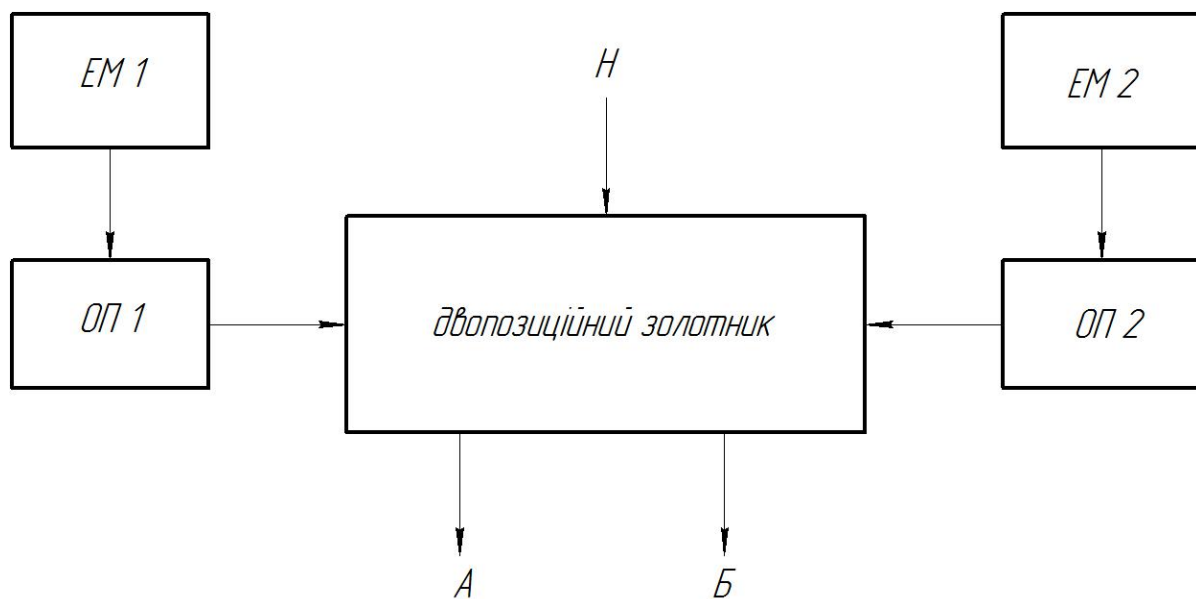 ЕМ 1
Н
ЕМ 2
ОП 1
двопозиційний золотник
ОП 2
А
Б